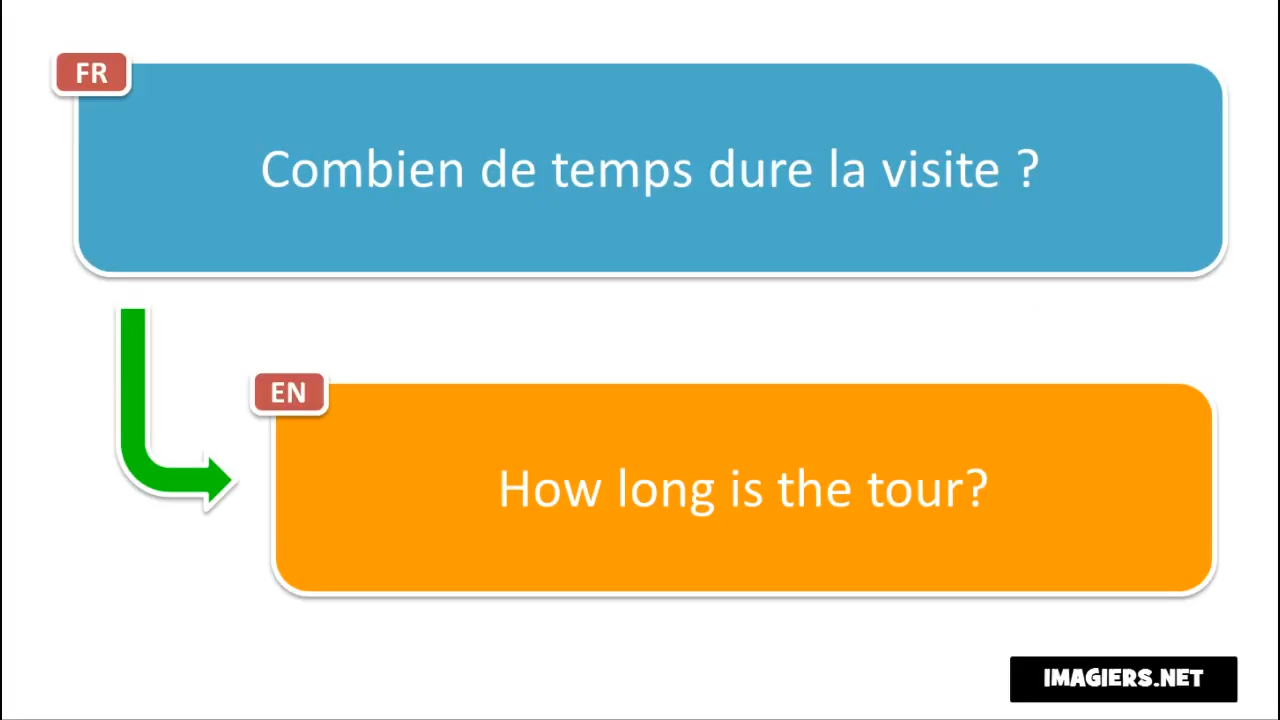 FR
Combien de temps dure la visite ?
EN
How long is the tour?
IMAGIERS.NET